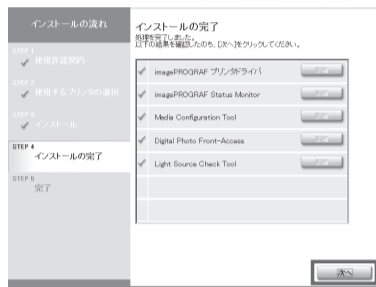 インストールの流れ
STEP 1
使用許諾契約
STEP 2
使用するプリンタの選択
STEP 3
インストール
STEP 4
インストールの完了
STEP 5
完了
インストールの完了
処理を完了しました。
以下の結果を確認したのち、[次へ]をクリックしてください。
imagePROGRAF プリンタドライバ
imagePROGRAF Status Monitor
Media Configuration Tool
Digital Photo Front-Access
Light Source Check Tool
次へ